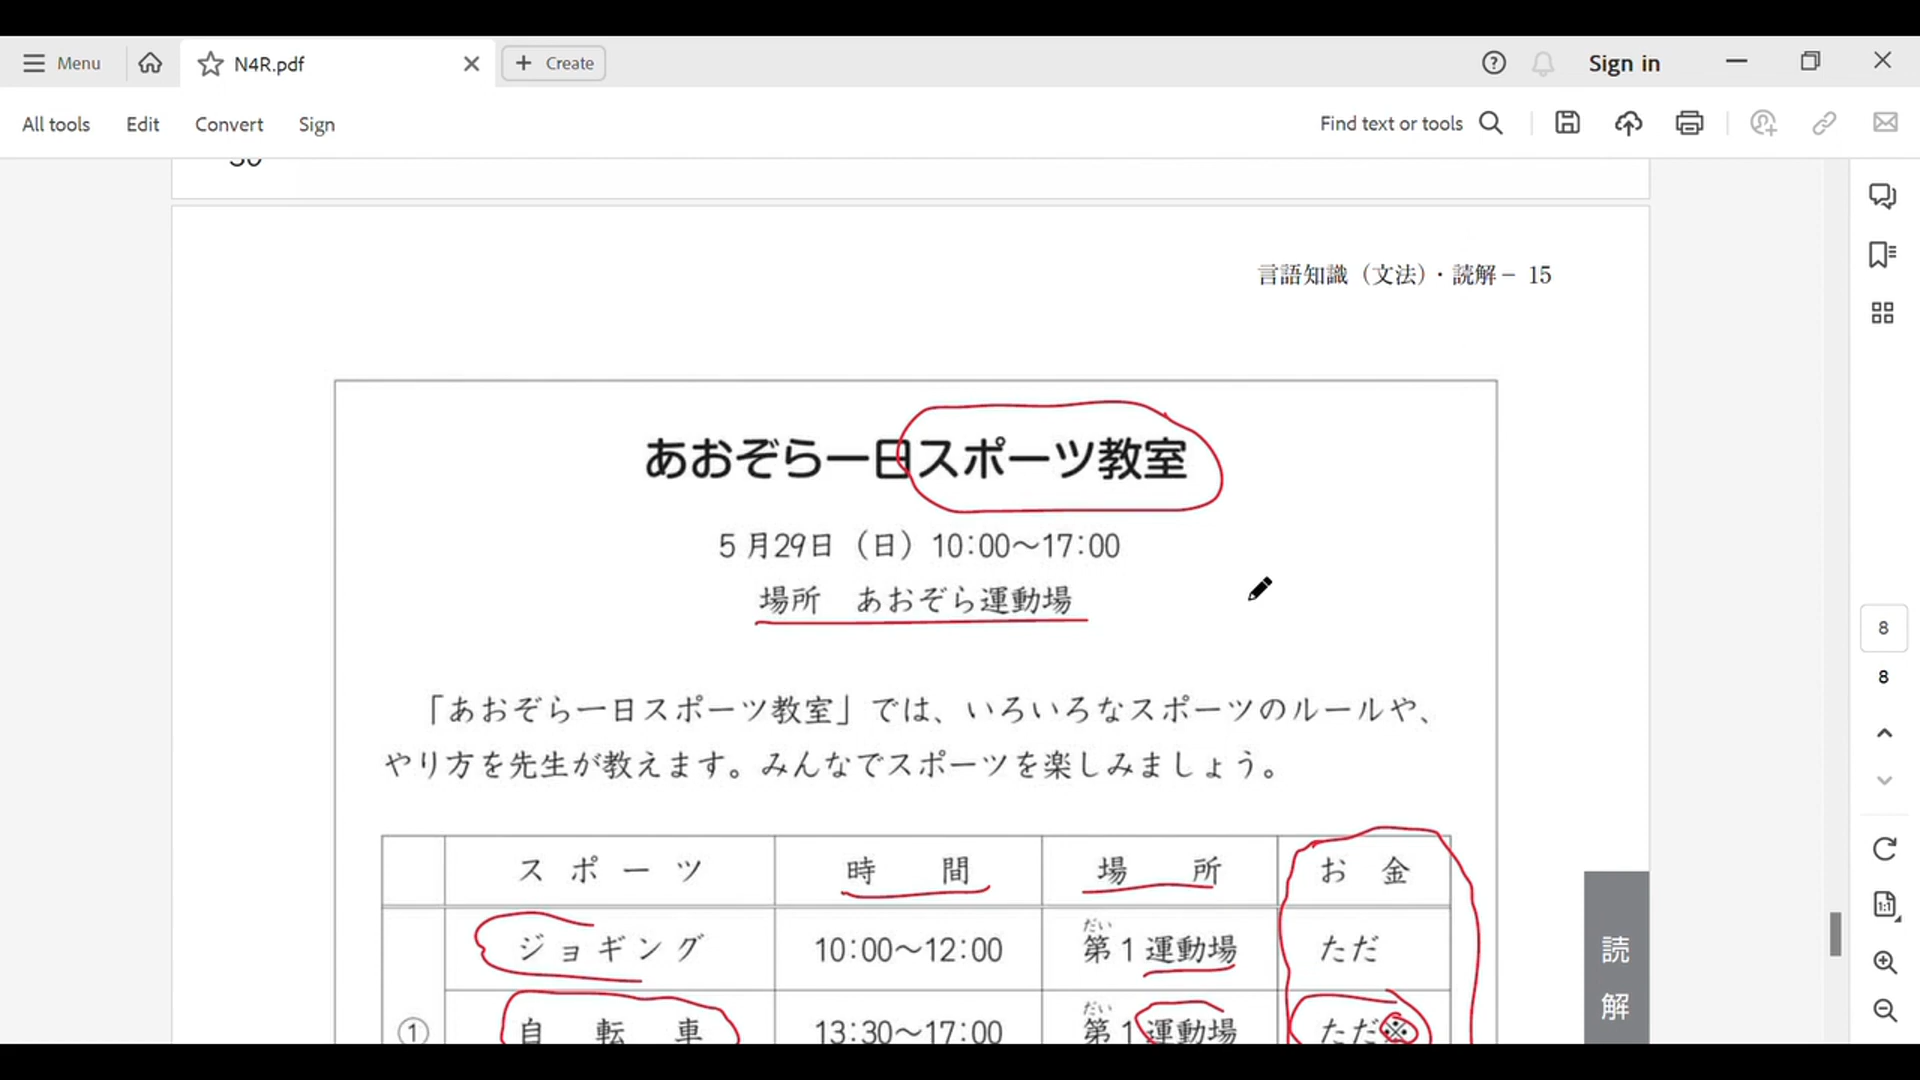 Menu
N4R.pdf
Create
Sign in
All tools
Edit
Convert
Sign
Find text or tools
言語知識（文法）・読解－ 15
あおぞら一日スポーツ教室
5月29日（日）10:00～17:00
場所　あおぞら運動場
「あおぞら一日スポーツ教室」では、いろいろなスポーツのルールや、
やり方を先生が教えます。みんなでスポーツを楽しみましょう。
スポーツ 時間 場所 お金
ジョギング 10:00～12:00 第1運動場 ただ
だい
① 自転車 13:30～17:00 第1運動場 ただ※
だい
読解
8
8